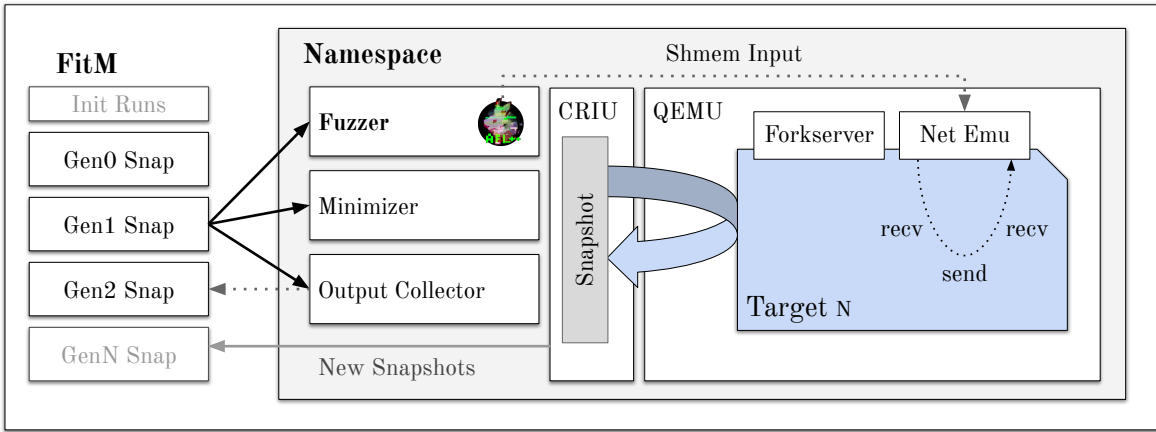 FitM
Init Runs
Gen0 Snap
Gen1 Snap
Gen2 Snap
GenN Snap
Namespace
Shmem Input
Fuzzer
AFL++
Minimizer
Output Collector
New Snapshots
CRIU
Snapshot
QEMU
Forkserver
Net Emu
recv
recv
send
Target N